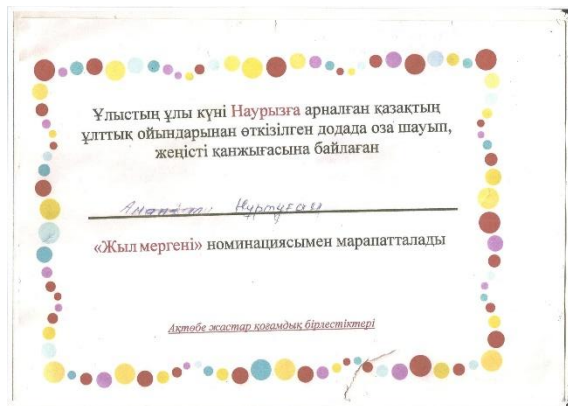 Ұлыстың ұлы күні Наурызға арналған қазақтың
ұлттық ойындарынан өткізілген додада оза шауып,
жеңісті қанжығасына байлаған
Нұртуған
«Жыл мергені» номинациясымен марапатталады
Ақтөбе жастар қоғамдық бірлестіктері